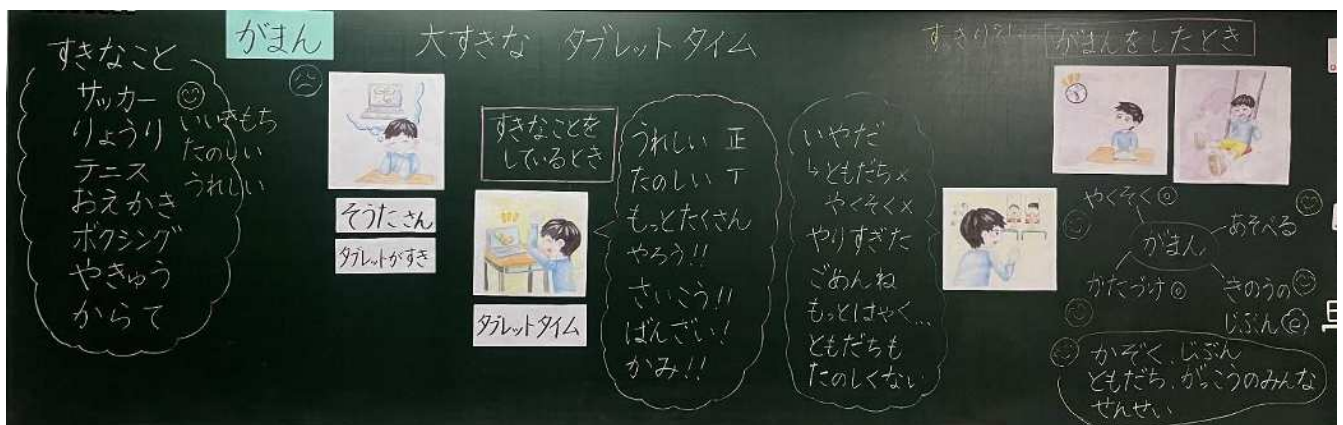 がまん
大すきな タブレットタイム
すきなこと
サッカー
りょうり
テニス
おえかき
ボクシング
やきゅう
からて
いいきもち
たのしい
うれしい
そうたさん
タブレットがすき
すきなことを
しているとき
タブレットタイム
うれしい 正
たのしい 丅
もっとたくさん
やろう!!
さいこう!!
ばんざい!
かみ!!
いやだ
↳ともだち×
やくそく×
やりすぎた
ごめんね
もっとはやく…
ともだちも
たのしくない
がまんをしたとき
やくそく◎
がまん
あそべる
かたづけ◎
きのうの
じぶん
かぞく、じぶん
ともだち、がっこうのみんな
せんせい